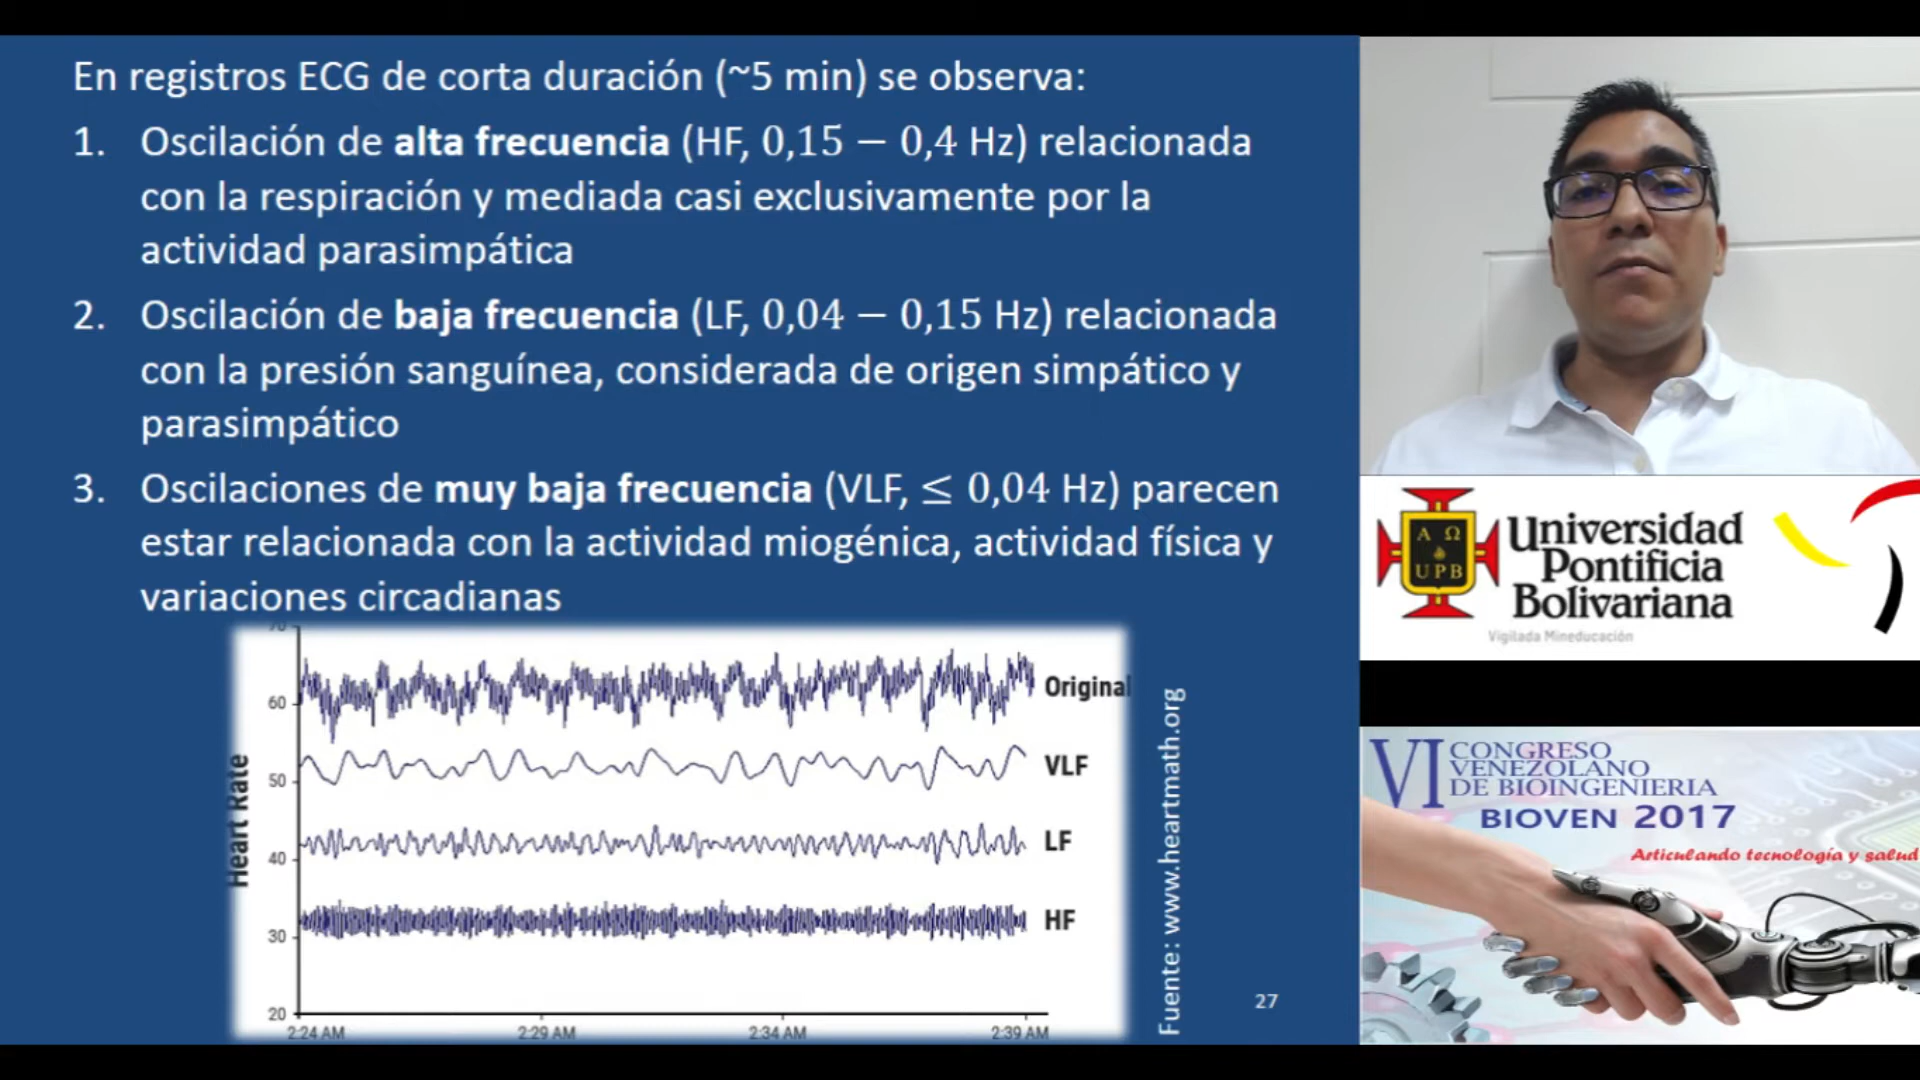 En registros ECG de corta duración (~5 min) se observa:
1. Oscilación de alta frecuencia (HF, 0,15 − 0,4 Hz) relacionada
con la respiración y mediada casi exclusivamente por la
actividad parasimpática
2. Oscilación de baja frecuencia (LF, 0,04 − 0,15 Hz) relacionada
con la presión sanguínea, considerada de origen simpático y
parasimpático
3. Oscilaciones de muy baja frecuencia (VLF, ≤ 0,04 Hz) parecen
estar relacionada con la actividad miogénica, actividad física y
variaciones circadianas
70
60
50
40
30
20
Heart Rate
Original
VLF
LF
HF
2:24 AM
2:29 AM
2:34 AM
2:39 AM
Fuente: www.heartmath.org
27
Α Ω
UPB
Universidad
Pontificia
Bolivariana
Vigilada Mineducación
VI CONGRESO
VENEZOLANO
DE BIOINGENIERIA
BIOVEN 2017
Articulando tecnología y salud